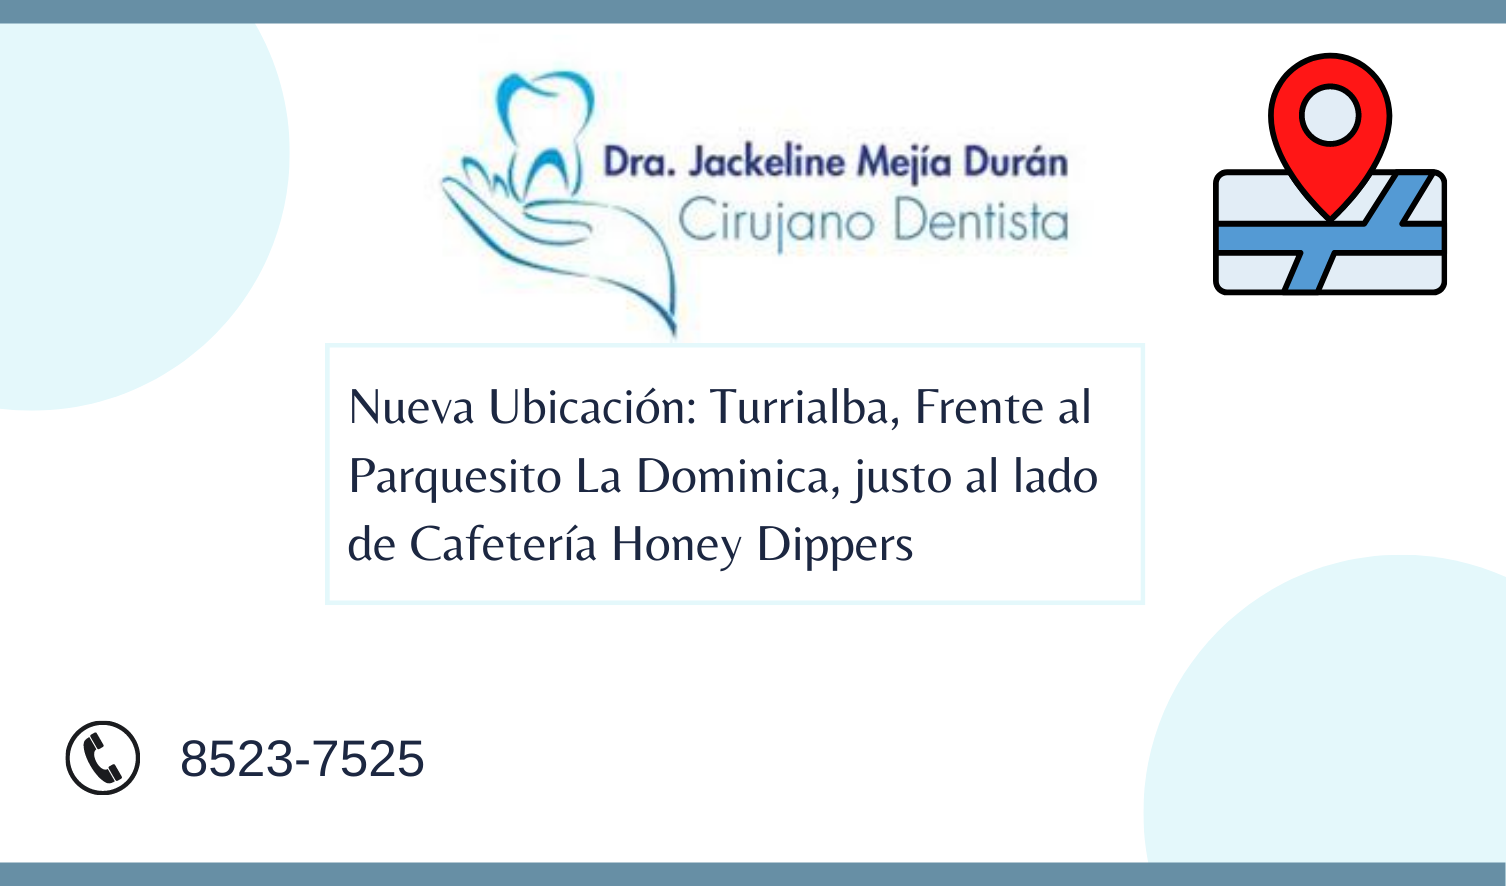 Dra. Jackeline Mejía Durán
Cirujano Dentista
Nueva Ubicación: Turrialba, Frente al
Parquesito La Dominica, justo al lado
de Cafetería Honey Dippers
8523-7525